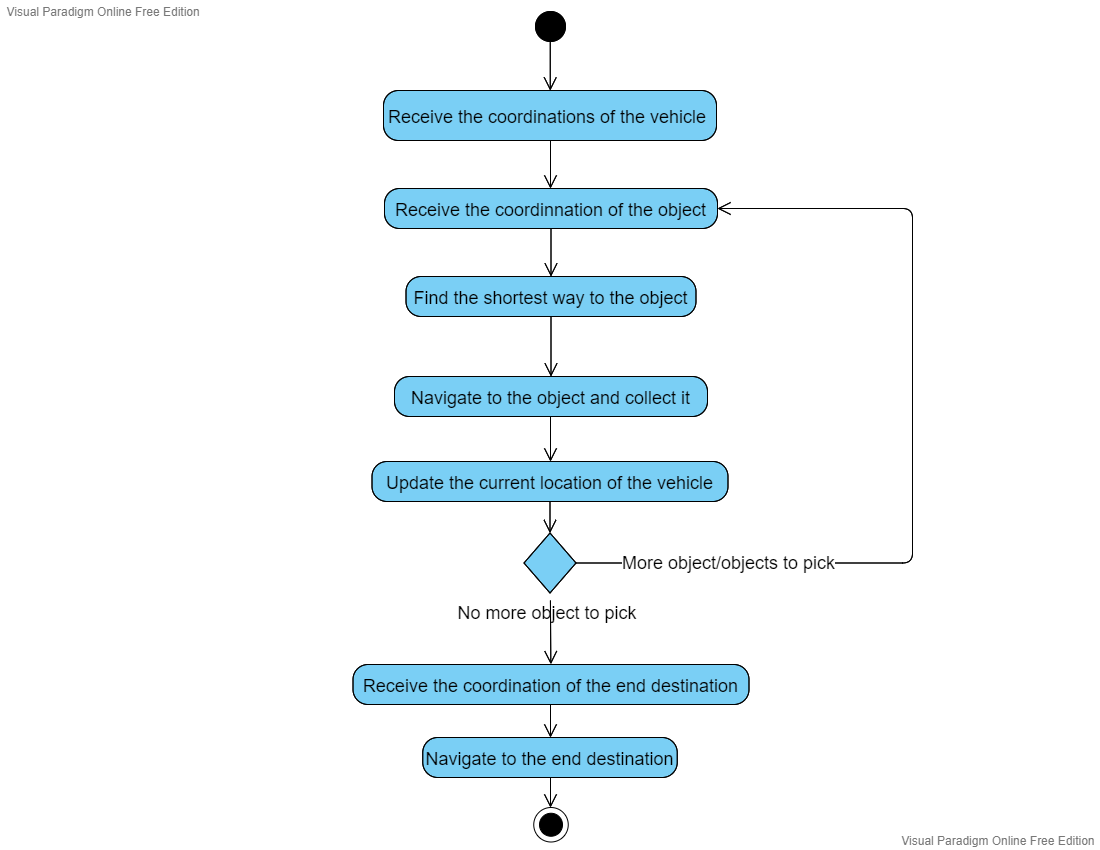 Visual Paradigm Online Free Edition
Receive the coordinations of the vehicle
Receive the coordinnation of the object
Find the shortest way to the object
Navigate to the object and collect it
Update the current location of the vehicle
More object/objects to pick
No more object to pick
Receive the coordination of the end destination
Navigate to the end destination
Visual Paradigm Online Free Edition